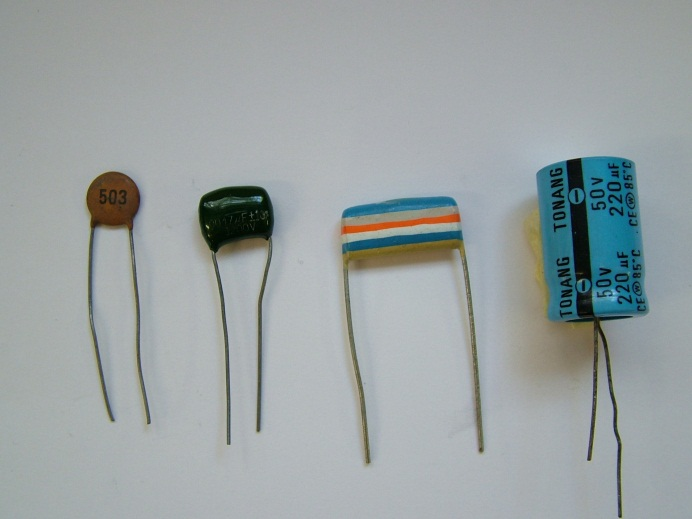 503
TONANG TONANG
50V 50V
220μF 220μF
CE W 85°C CE W 85°C